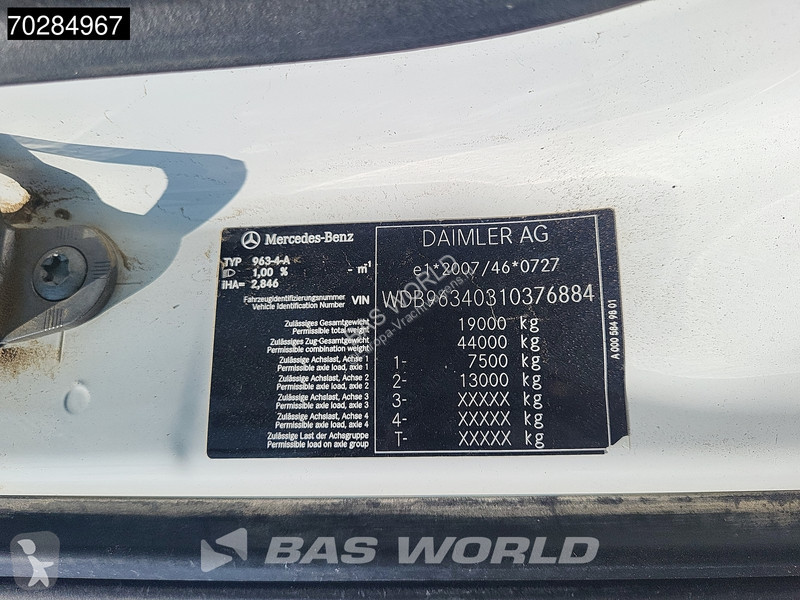 70284967
Mercedes-Benz
TYP 963-4-A
1,00 % - m-1
IHA= 2,846
Fahrzeugidentifizierungsnummer
Vehicle Identification Number VIN
DAIMLER AG
e1*2007/46*0727
WDB96340310376884
Zulässiges Gesamtgewicht
Permissible total weight 19000 kg
Zulässiges Zug-Gesamtgewicht
Permissible combination weight 44000 kg
Zulässige Achslast, Achse 1
Permissible axle load, axle 1 1- 7500 kg
Zulässige Achslast, Achse 2
Permissible axle load, axle 2 2- 13000 kg
Zulässige Achslast, Achse 3
Permissible axle load, axle 3 3- XXXXX kg
Zulässige Achslast, Achse 4
Permissible axle load, axle 4 4- XXXXX kg
Zulässige Last der Achsgruppe
Permissible load on axle group T- XXXXX kg
A 000 584 98 01
BAS WORLD
BAS WORLD